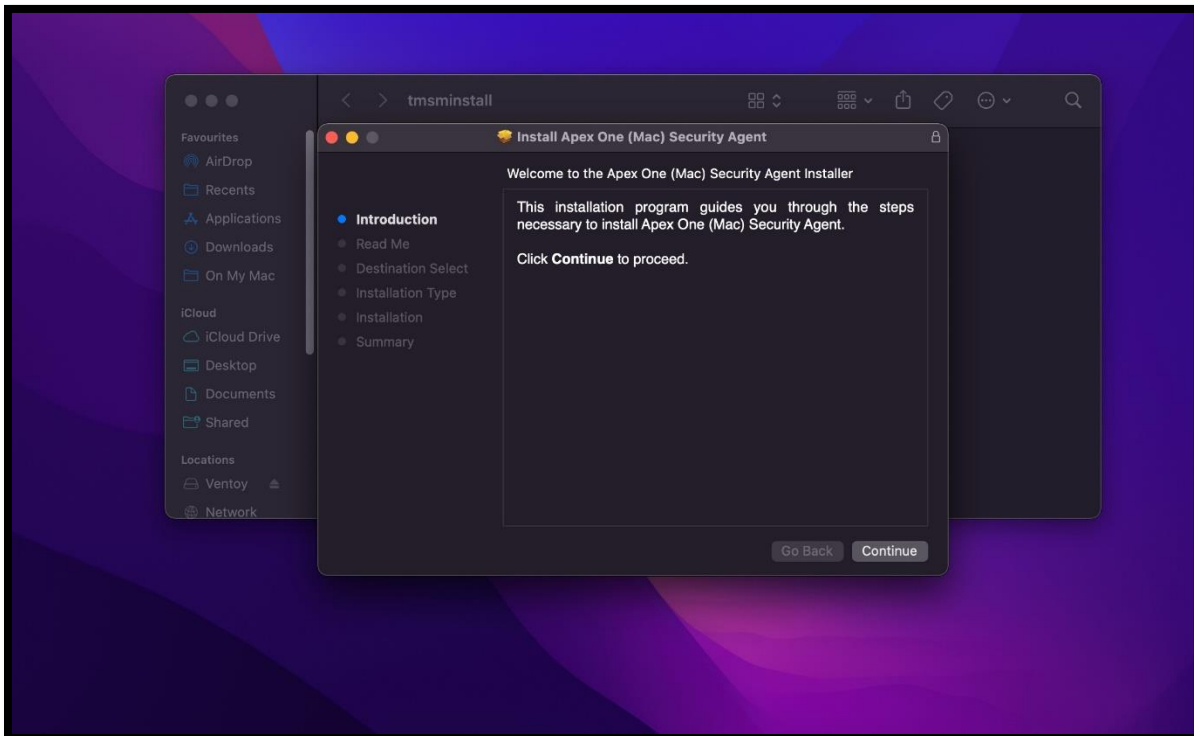 tmsminstall
Favourites
AirDrop
Recents
Applications
Downloads
On My Mac
iCloud
iCloud Drive
Desktop
Documents
Shared
Locations
Ventoy
Network
Install Apex One (Mac) Security Agent
Welcome to the Apex One (Mac) Security Agent Installer
Introduction
Read Me
Destination Select
Installation Type
Installation
Summary
This installation program guides you through the steps
necessary to install Apex One (Mac) Security Agent.
Click Continue to proceed.
Go Back
Continue